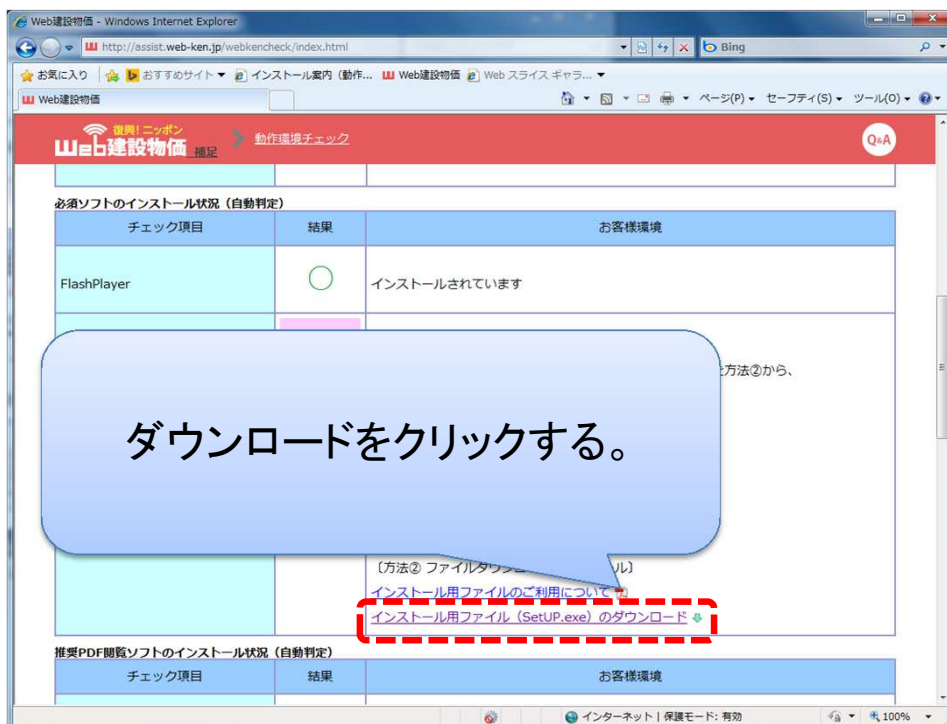 Web建設物価 - Windows Internet Explorer
http://assist.web-ken.jp/webkencheck/index.html
Bing
お気に入り
おすすめサイト
インストール案内（動作...
Web建設物価
Web スライス ギャラ...
Web建設物価
ページ(P)
セーフティ(S)
ツール(O)
復興!ニッポン
Web建設物価 補足
動作環境チェック
Q&A
必須ソフトのインストール状況（自動判定）
チェック項目 結果 お客様環境
FlashPlayer ○ インストールされています
方法②から、
ダウンロードをクリックする。
〔方法② ファイルダウン
ル〕
インストール用ファイルのご利用について
インストール用ファイル（SetUP.exe）のダウンロード
推奨PDF閲覧ソフトのインストール状況（自動判定）
チェック項目 結果 お客様環境
インターネット | 保護モード: 有効
100%